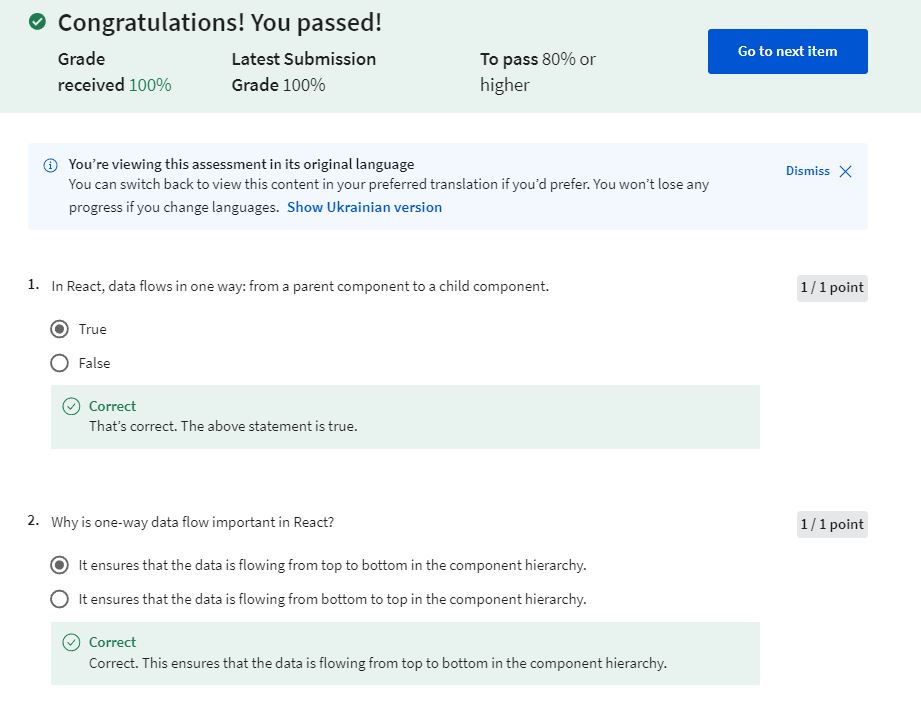 Congratulations! You passed!
Grade received 100%
Latest Submission Grade 100%
To pass 80% or higher
Go to next item
You're viewing this assessment in its original language
Dismiss
You can switch back to view this content in your preferred translation if you'd prefer. You won't lose any
progress if you change languages. Show Ukrainian version
1. In React, data flows in one way: from a parent component to a child component.
1 / 1 point
True
False
Correct
That's correct. The above statement is true.
2. Why is one-way data flow important in React?
1 / 1 point
It ensures that the data is flowing from top to bottom in the component hierarchy.
It ensures that the data is flowing from bottom to top in the component hierarchy.
Correct
Correct. This ensures that the data is flowing from top to bottom in the component hierarchy.